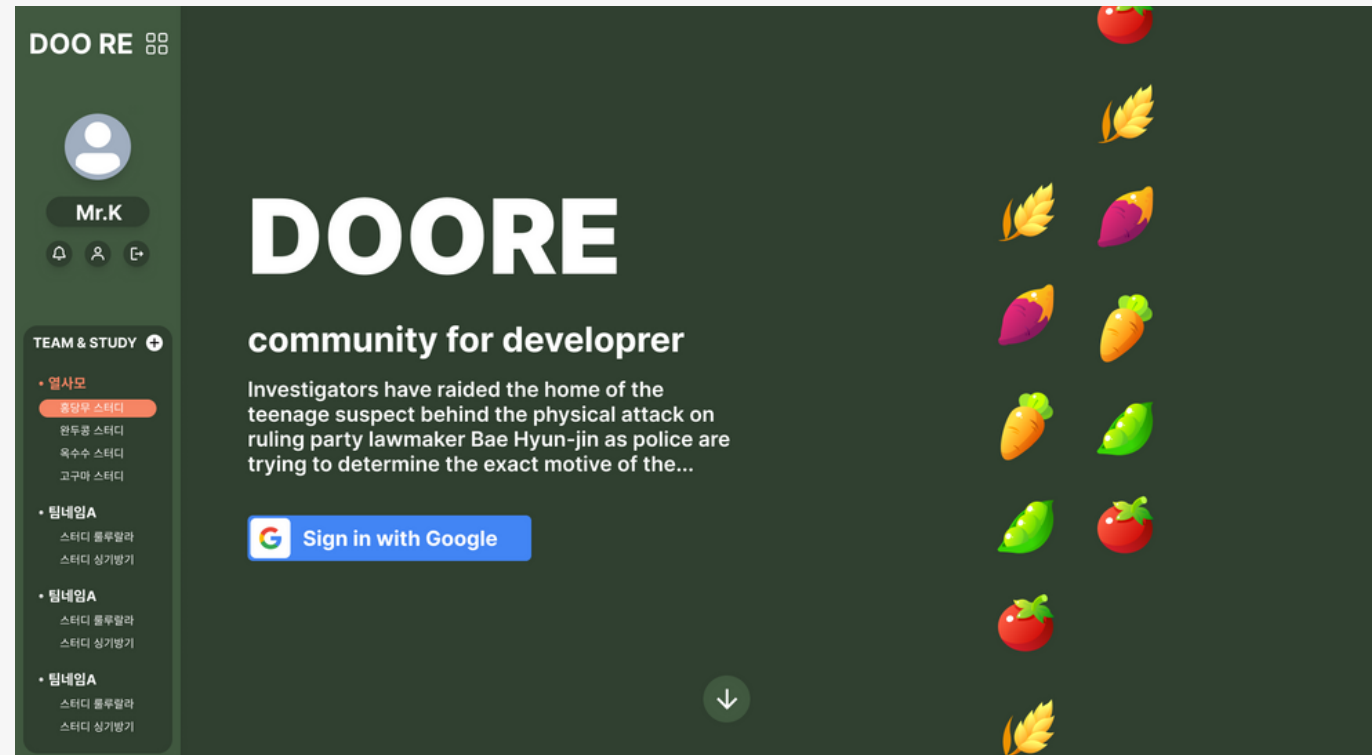 DOO RE
Mr.K
TEAM & STUDY
• 열사모
홍당무 스터디
완두콩 스터디
옥수수 스터디
고구마 스터디
• 팀네임A
스터디 룰루랄라
스터디 싱기방기
• 팀네임A
스터디 룰루랄라
스터디 싱기방기
• 팀네임A
스터디 룰루랄라
스터디 싱기방기
DOORE
community for developrer
Investigators have raided the home of the
teenage suspect behind the physical attack on
ruling party lawmaker Bae Hyun-jin as police are
trying to determine the exact motive of the...
G Sign in with Google